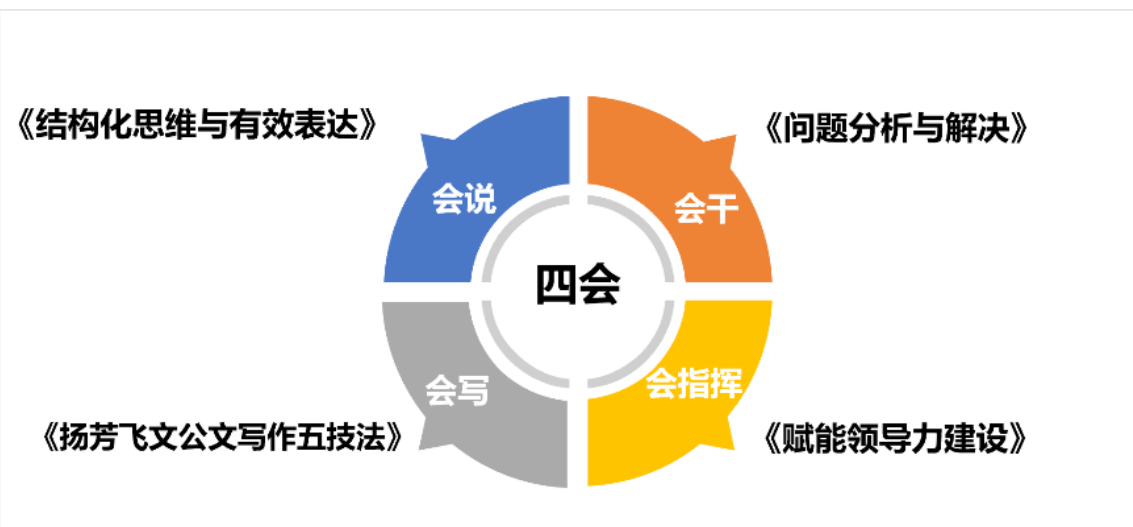 《结构化思维与有效表达》
《问题分析与解决》
会说
会干
四会
会写
会指挥
《扬芳飞文公文写作五技法》
《赋能领导力建设》